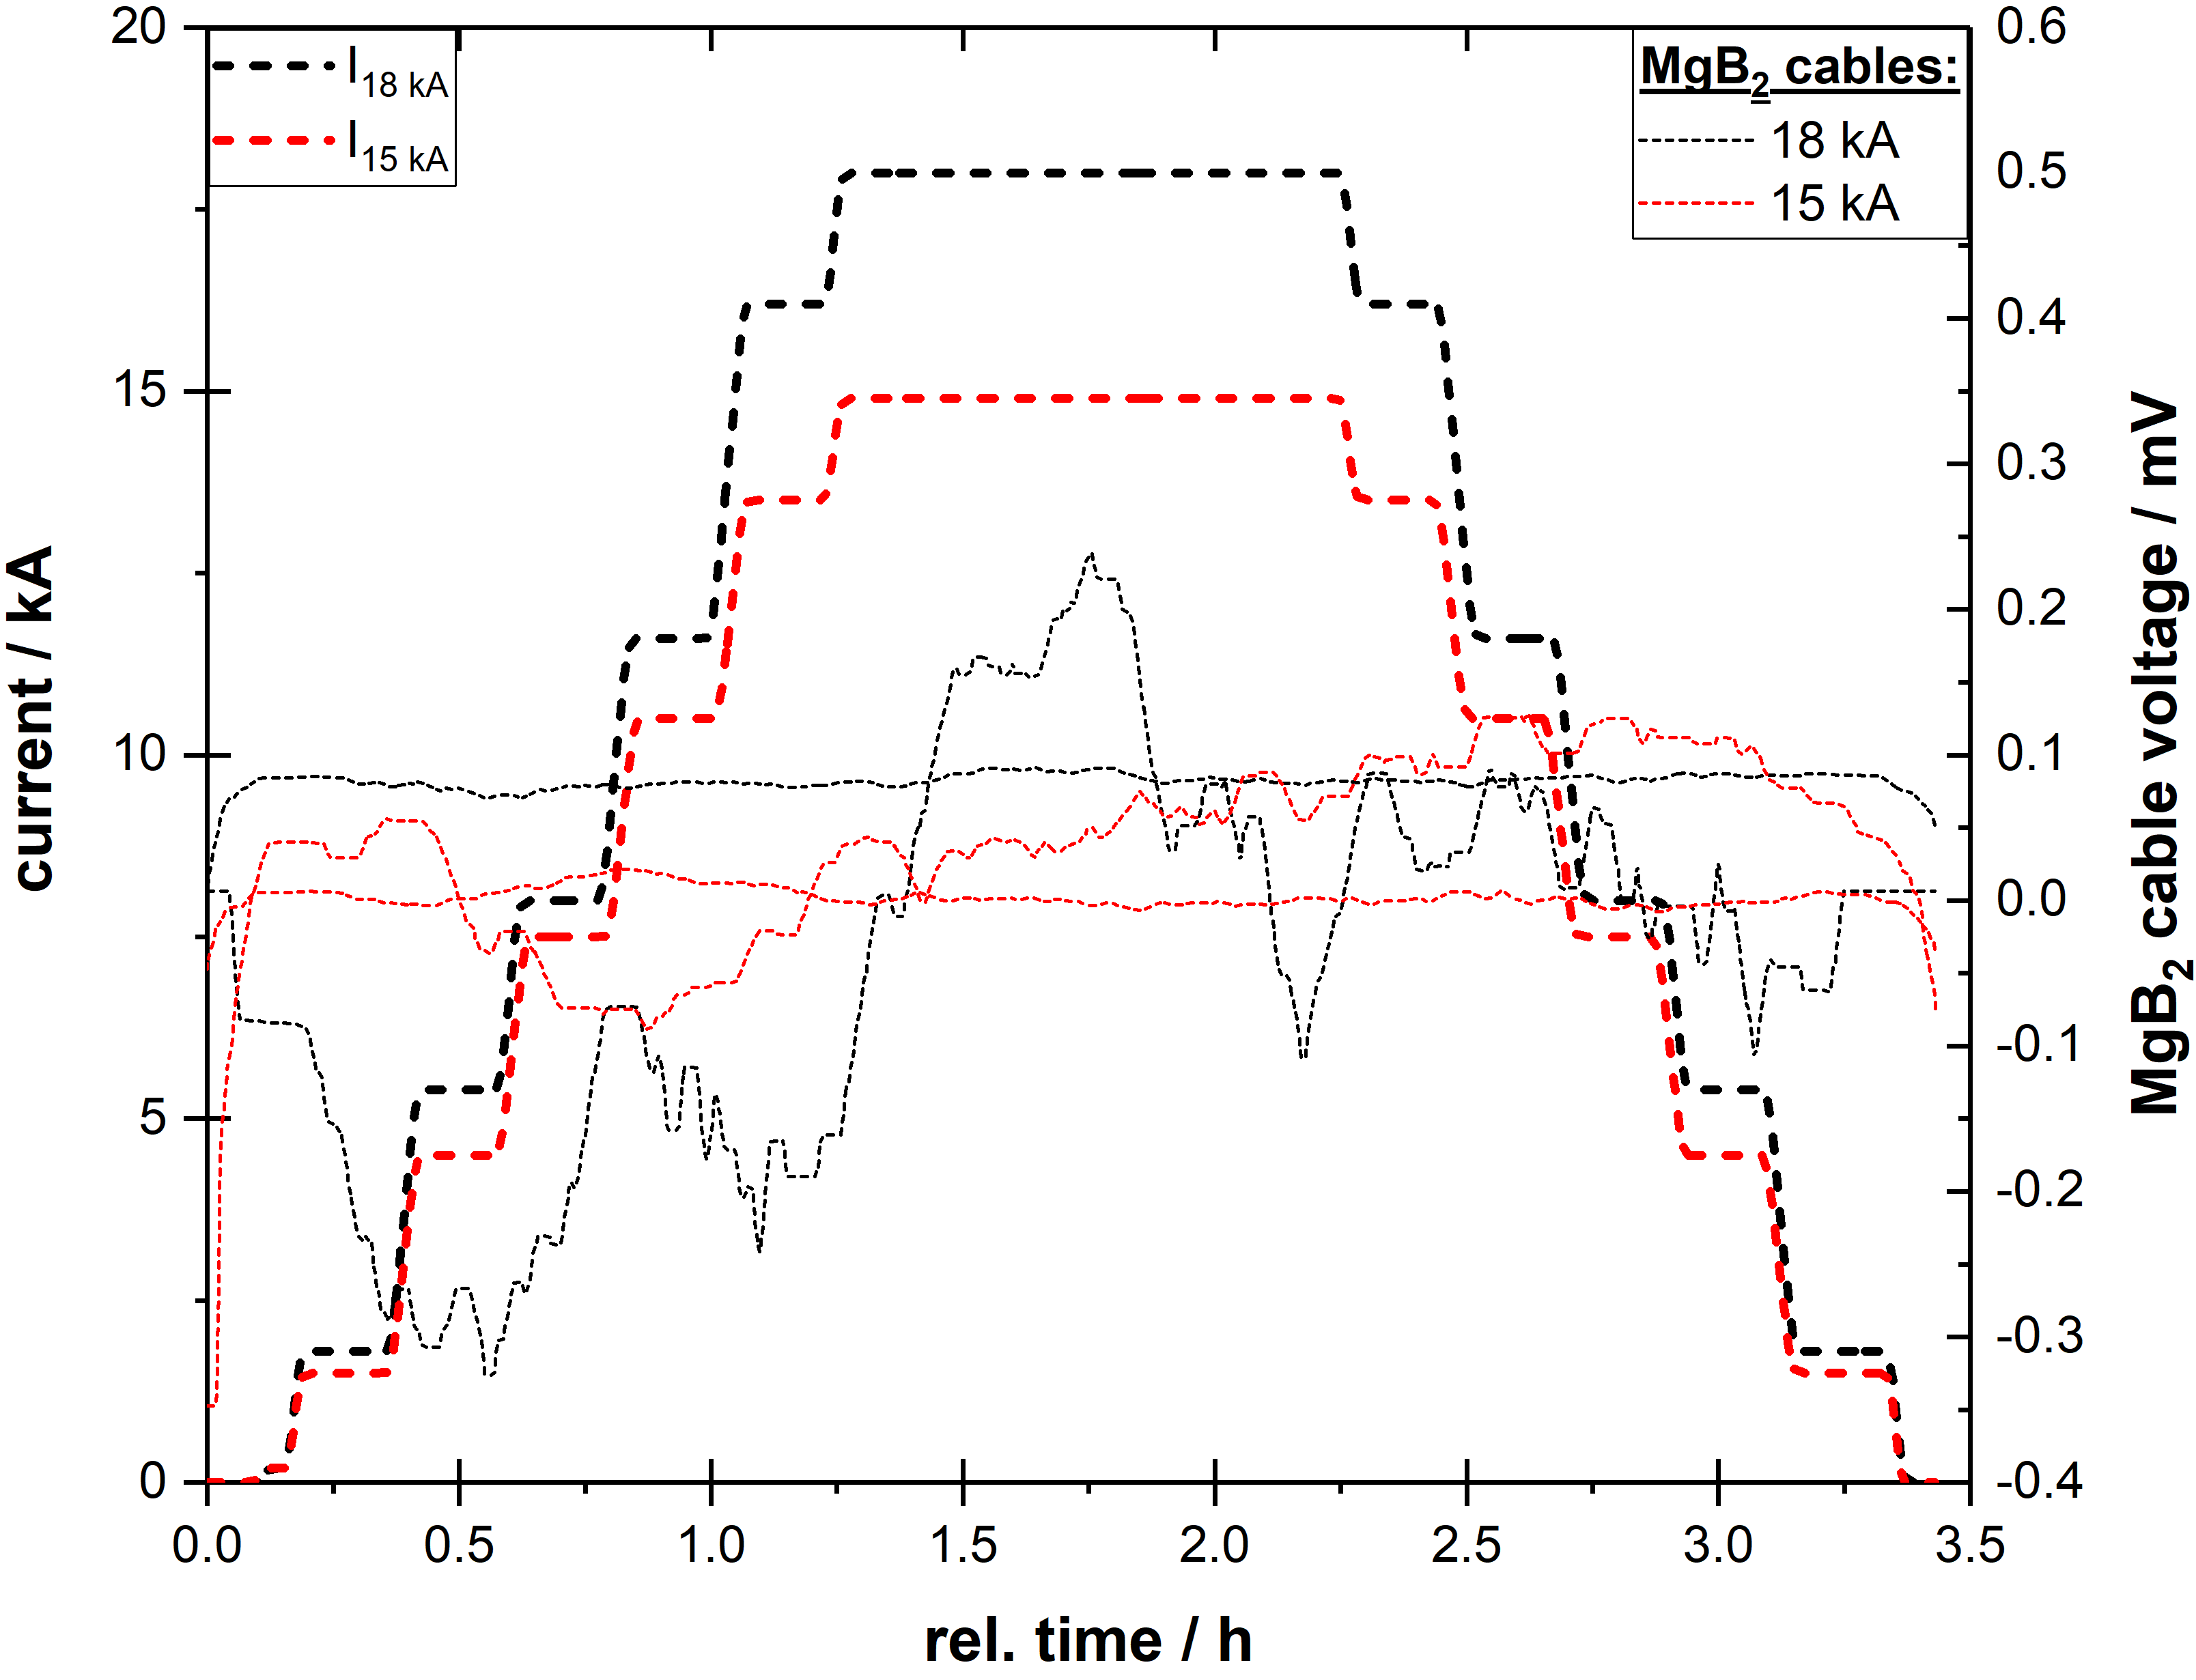 20
15
10
5
0
current / kA
I18 kA
I15 kA
MgB2 cables:
18 kA
15 kA
0.6
0.5
0.4
0.3
0.2
0.1
0.0
-0.1
-0.2
-0.3
-0.4
MgB2 cable voltage / mV
0.0 0.5 1.0 1.5 2.0 2.5 3.0 3.5
rel. time / h